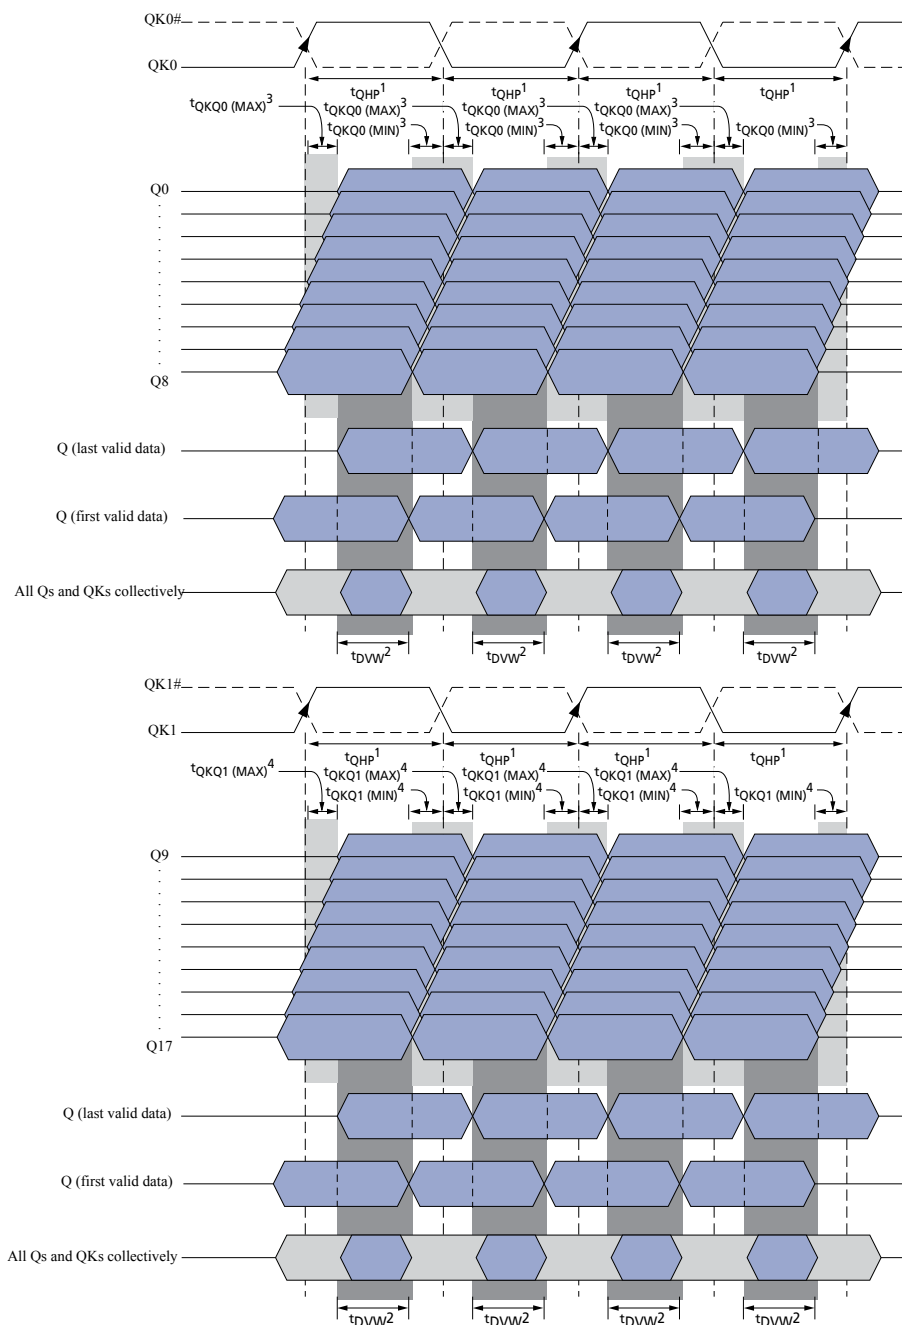 QK0#
QK0
tQHP1 tQHP1 tQHP1 tQHP1
tQKQ0 (MAX)3 tQKQ0 (MAX)3 tQKQ0 (MAX)3 tQKQ0 (MAX)3
tQKQ0 (MIN)3 tQKQ0 (MIN)3 tQKQ0 (MIN)3 tQKQ0 (MIN)3
Q0
Q8
Q (last valid data)
Q (first valid data)
All Qs and QKs collectively
tDVW2 tDVW2 tDVW2 tDVW2
QK1#
QK1
tQHP1 tQHP1 tQHP1 tQHP1
tQKQ1 (MAX)4 tQKQ1 (MAX)4 tQKQ1 (MAX)4 tQKQ1 (MAX)4
tQKQ1 (MIN)4 tQKQ1 (MIN)4 tQKQ1 (MIN)4 tQKQ1 (MIN)4
Q9
Q17
Q (last valid data)
Q (first valid data)
All Qs and QKs collectively
tDVW2 tDVW2 tDVW2 tDVW2